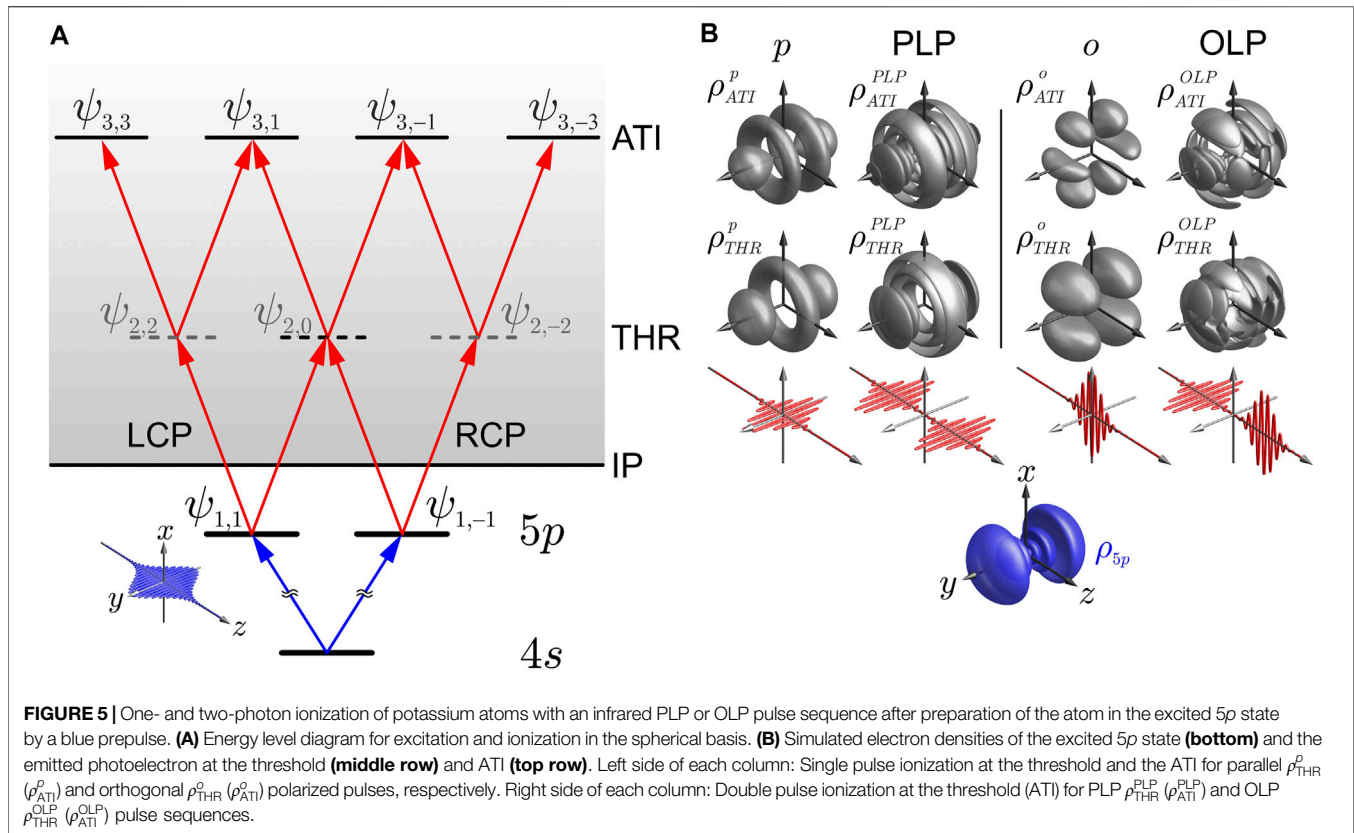 A
ψ3,3 ψ3,1 ψ3,-1 ψ3,-3 ATI
ψ2,2 ψ2,0 ψ2,-2 THR
LCP RCP
IP
ψ1,1 ψ1,-1 5p
x
y
z
4s
B
p PLP o OLP
ρ^p_ATI ρ^PLP_ATI ρ^o_ATI ρ^OLP_ATI
ρ^p_THR ρ^PLP_THR ρ^o_THR ρ^OLP_THR
x
ρ5p
y
z
FIGURE 5 | One- and two-photon ionization of potassium atoms with an infrared PLP or OLP pulse sequence after preparation of the atom in the excited 5p state
by a blue prepulse. (A) Energy level diagram for excitation and ionization in the spherical basis. (B) Simulated electron densities of the excited 5p state (bottom) and the
emitted photoelectron at the threshold (middle row) and ATI (top row). Left side of each column: Single pulse ionization at the threshold and the ATI for parallel ρ^p_THR
(ρ^p_ATI) and orthogonal ρ^o_THR (ρ^o_ATI) polarized pulses, respectively. Right side of each column: Double pulse ionization at the threshold (ATI) for PLP ρ^PLP_THR (ρ^PLP_ATI) and OLP
ρ^OLP_THR (ρ^OLP_ATI) pulse sequences.